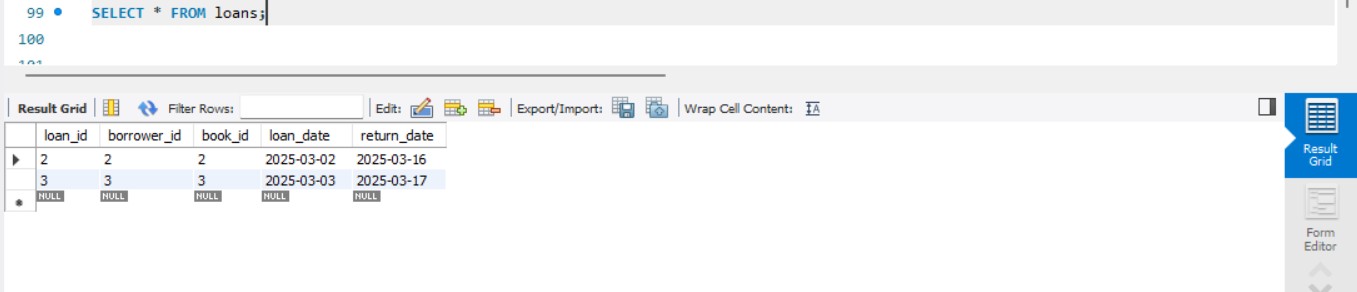 99 SELECT * FROM loans;
100
101
Result Grid Filter Rows: Edit: Export/Import: Wrap Cell Content:
loan_id borrower_id book_id loan_date return_date
2 2 2 2025-03-02 2025-03-16
3 3 3 2025-03-03 2025-03-17
NULL NULL NULL NULL NULL
Result
Grid
Form
Editor